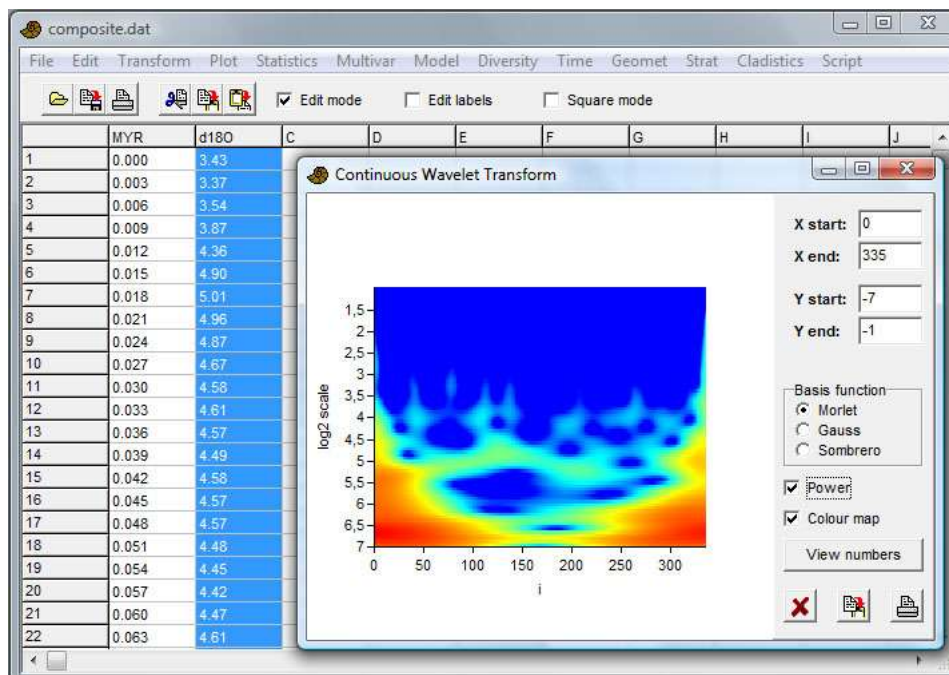 composite.dat
File Edit Transform Plot Statistics Multivar Model Diversity Time Geomet Strat Cladistics Script
Edit mode Edit labels Square mode
MYR d18O C D E F G H I J
1 0.000 3.43
2 0.003 3.37
3 0.006 3.54
4 0.009 3.87
5 0.012 4.36
6 0.015 4.90
7 0.018 5.01
8 0.021 4.96
9 0.024 4.87
10 0.027 4.67
11 0.030 4.58
12 0.033 4.61
13 0.036 4.57
14 0.039 4.49
15 0.042 4.58
16 0.045 4.57
17 0.048 4.57
18 0.051 4.48
19 0.054 4.45
20 0.057 4.42
21 0.060 4.47
22 0.063 4.61
Continuous Wavelet Transform
X start: 0
X end: 335
Y start: -7
Y end: -1
Basis function
Morlet
Gauss
Sombrero
Power
Colour map
View numbers
log2 scale
1,5
2
2,5
3
3,5
4
4,5
5
5,5
6
6,5
7
0 50 100 150 200 250 300
i